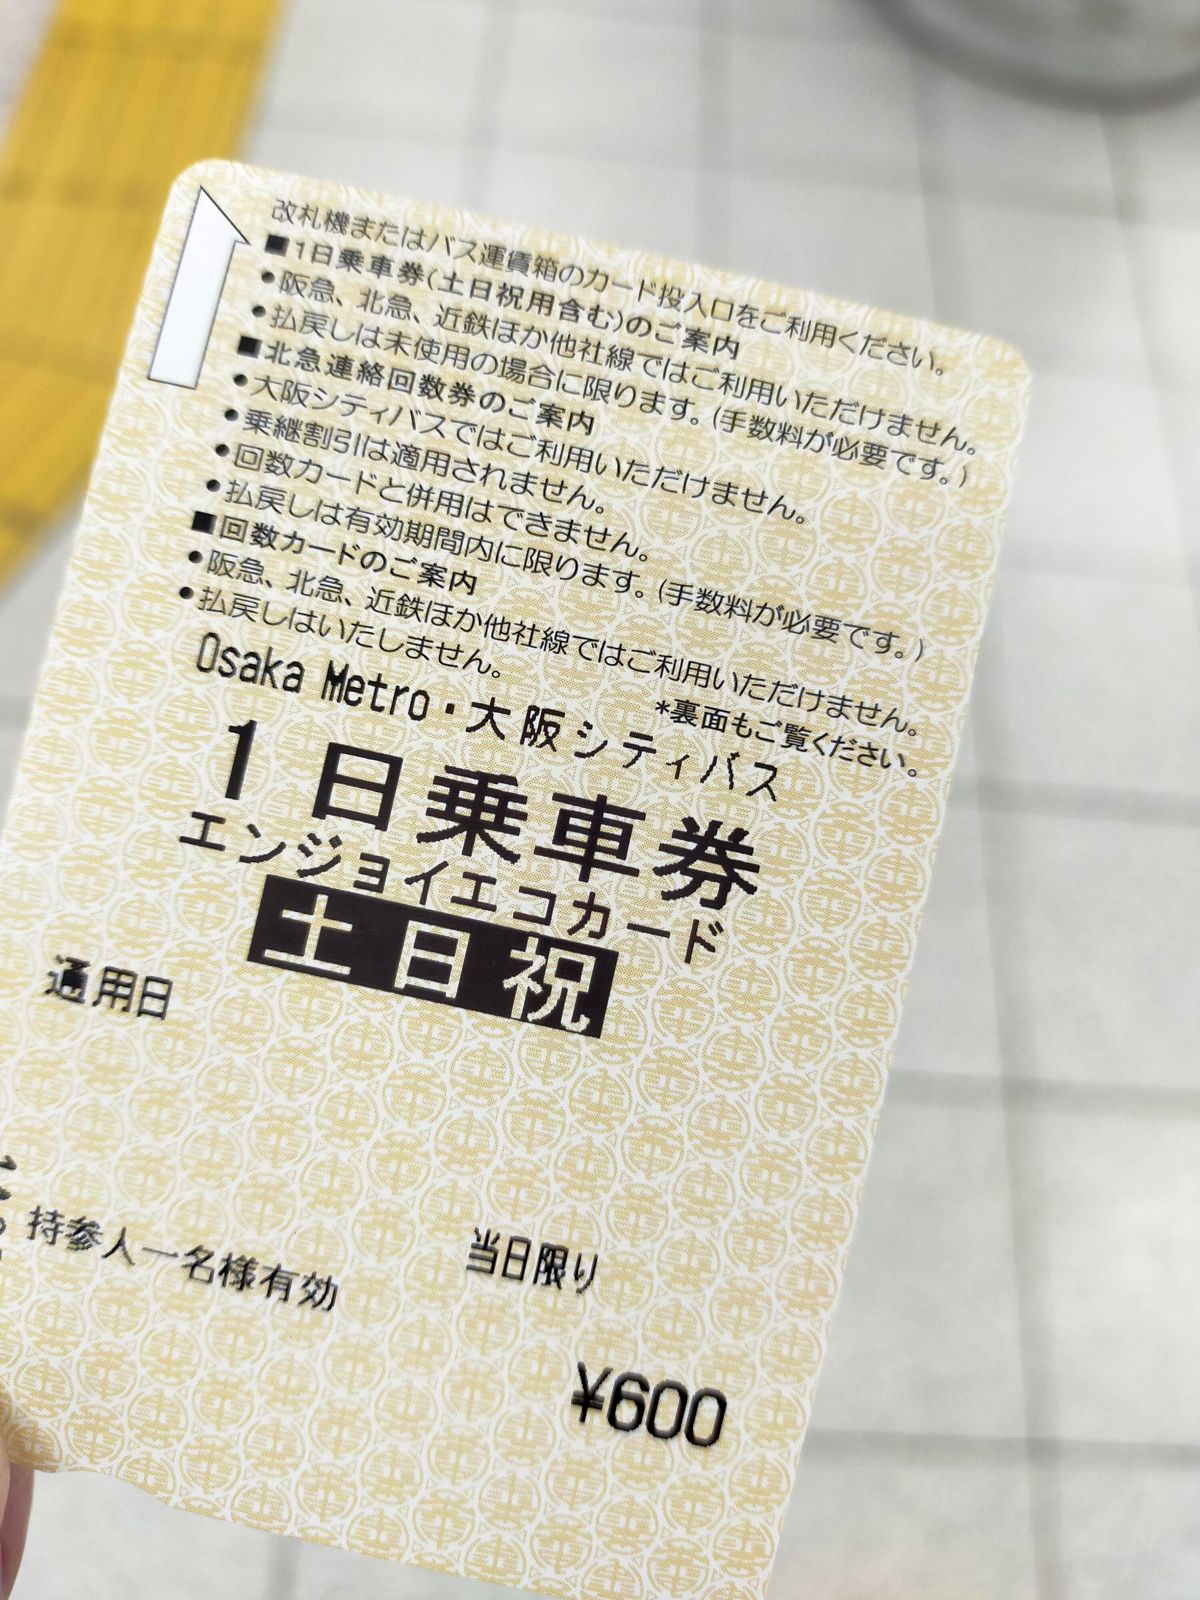 改札機またはバス運賃箱のカード投入口をご利用ください。
■1日乗車券(土日祝用含む)のご案内
●阪急、北急、近鉄ほか他社線ではご利用いただけません。
●払戻しは未使用の場合に限ります。(手数料が必要です。)
■北急連絡回数券のご案内
●大阪シティバスではご利用いただけません。
●乗継割引は適用されません。
●回数カードと併用はできません。
●払戻しは有効期間内に限ります。(手数料が必要です。)
■回数カードのご案内
●阪急、北急、近鉄ほか他社線ではご利用いただけません。
●払戻しはいたしません。
*裏面もご覧ください。
Osaka Metro・大阪シティバス
1日乗車券
エンジョイエコカード
土日祝
通用日
持参人一名様有効
当日限り
¥600